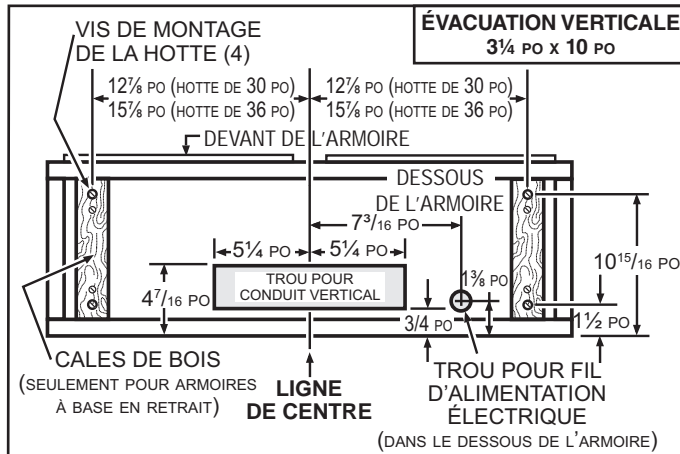 VIS DE MONTAGE
DE LA HOTTE (4)
ÉVACUATION VERTICALE
3¼ PO X 10 PO
12⅞ PO (HOTTE DE 30 PO)
15⅞ PO (HOTTE DE 36 PO)
12⅞ PO (HOTTE DE 30 PO)
15⅞ PO (HOTTE DE 36 PO)
DEVANT DE L'ARMOIRE
DESSOUS
DE L'ARMOIRE
7³/₁₆ PO
5¼ PO
5¼ PO
TROU POUR
CONDUIT VERTICAL
4⁷/₁₆ PO
1⅜ PO
3/4 PO
10¹⁵/₁₆ PO
1½ PO
CALES DE BOIS
(SEULEMENT POUR ARMOIRES
À BASE EN RETRAIT)
LIGNE
DE CENTRE
TROU POUR FIL
D'ALIMENTATION
ÉLECTRIQUE
(DANS LE DESSOUS DE L'ARMOIRE)